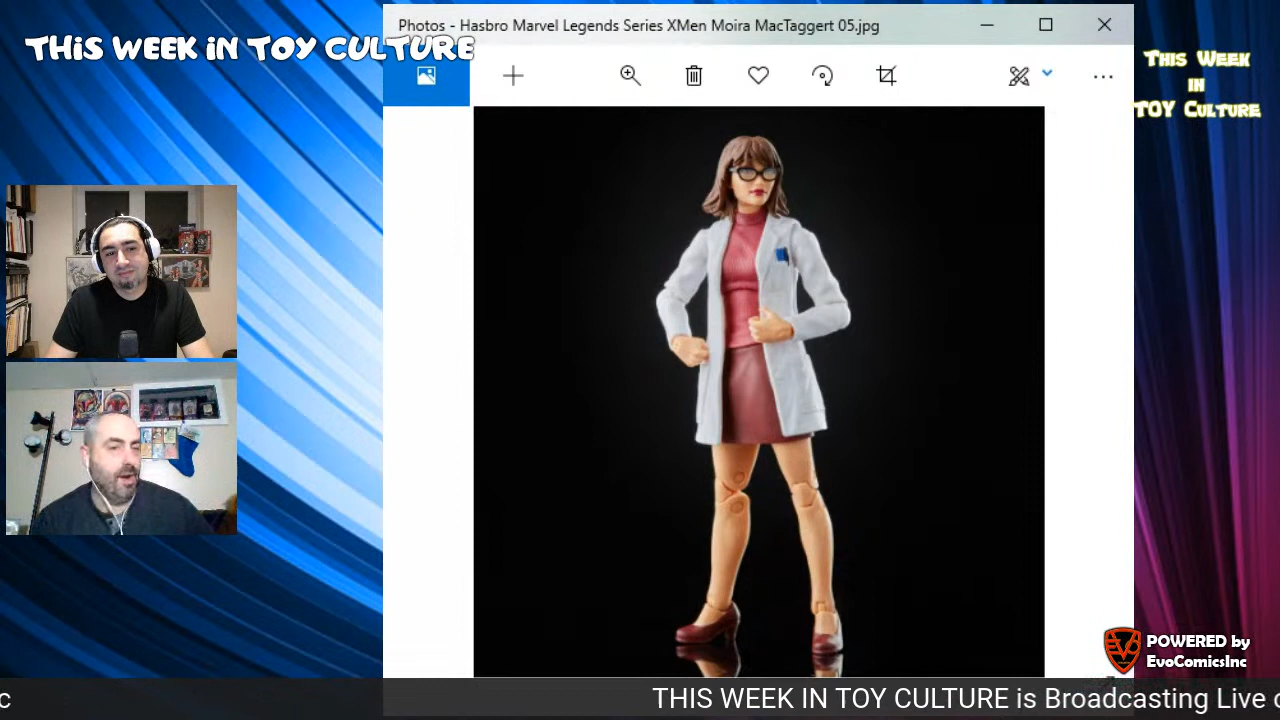 Photos - Hasbro Marvel Legends Series XMen Moira MacTaggert 05.jpg
THiS WEEK iN TOY CULTURE
THiS WEEK
iN
TOY CULTURE
POWERED by
EvoComicsInc
c
THIS WEEK IN TOY CULTURE is Broadcasting Live o